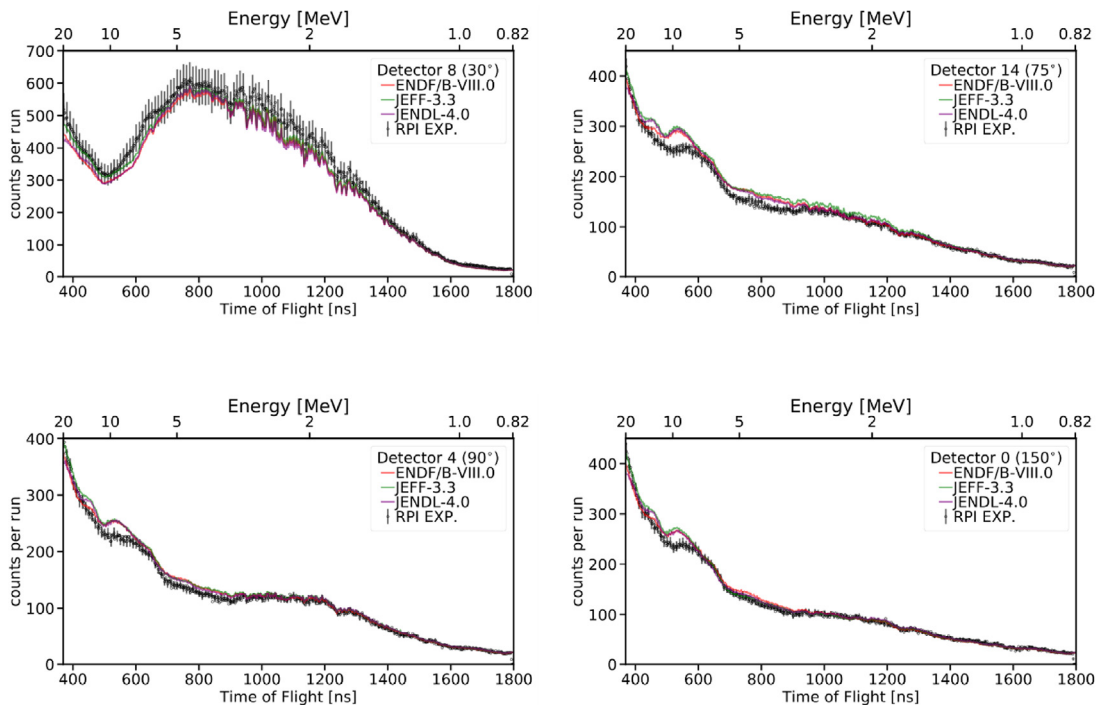 Energy [MeV]
20 10 5 2 1.0 0.82
counts per run
700
600
500
400
300
200
100
0
Detector 8 (30°)
ENDF/B-VIII.0
JEFF-3.3
JENDL-4.0
RPI EXP.
400 600 800 1000 1200 1400 1600 1800
Time of Flight [ns]
Energy [MeV]
20 10 5 2 1.0 0.82
counts per run
400
300
200
100
0
Detector 14 (75°)
ENDF/B-VIII.0
JEFF-3.3
JENDL-4.0
RPI EXP.
400 600 800 1000 1200 1400 1600 1800
Time of Flight [ns]
Energy [MeV]
20 10 5 2 1.0 0.82
counts per run
400
300
200
100
0
Detector 4 (90°)
ENDF/B-VIII.0
JEFF-3.3
JENDL-4.0
RPI EXP.
400 600 800 1000 1200 1400 1600 1800
Time of Flight [ns]
Energy [MeV]
20 10 5 2 1.0 0.82
counts per run
400
300
200
100
0
Detector 0 (150°)
ENDF/B-VIII.0
JEFF-3.3
JENDL-4.0
RPI EXP.
400 600 800 1000 1200 1400 1600 1800
Time of Flight [ns]